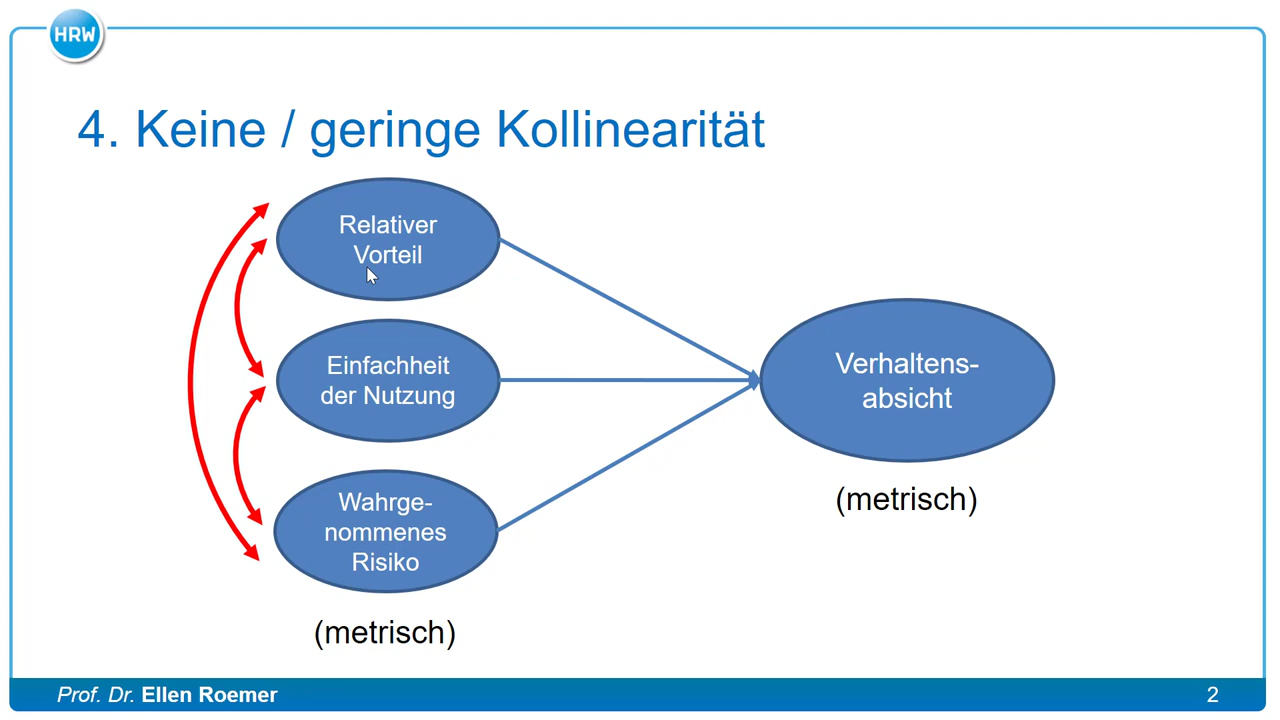 HRW
4. Keine / geringe Kollinearität
Relativer
Vorteil
Einfachheit
der Nutzung
Wahrge-
nommenes
Risiko
(metrisch)
Verhaltens-
absicht
(metrisch)
Prof. Dr. Ellen Roemer
2